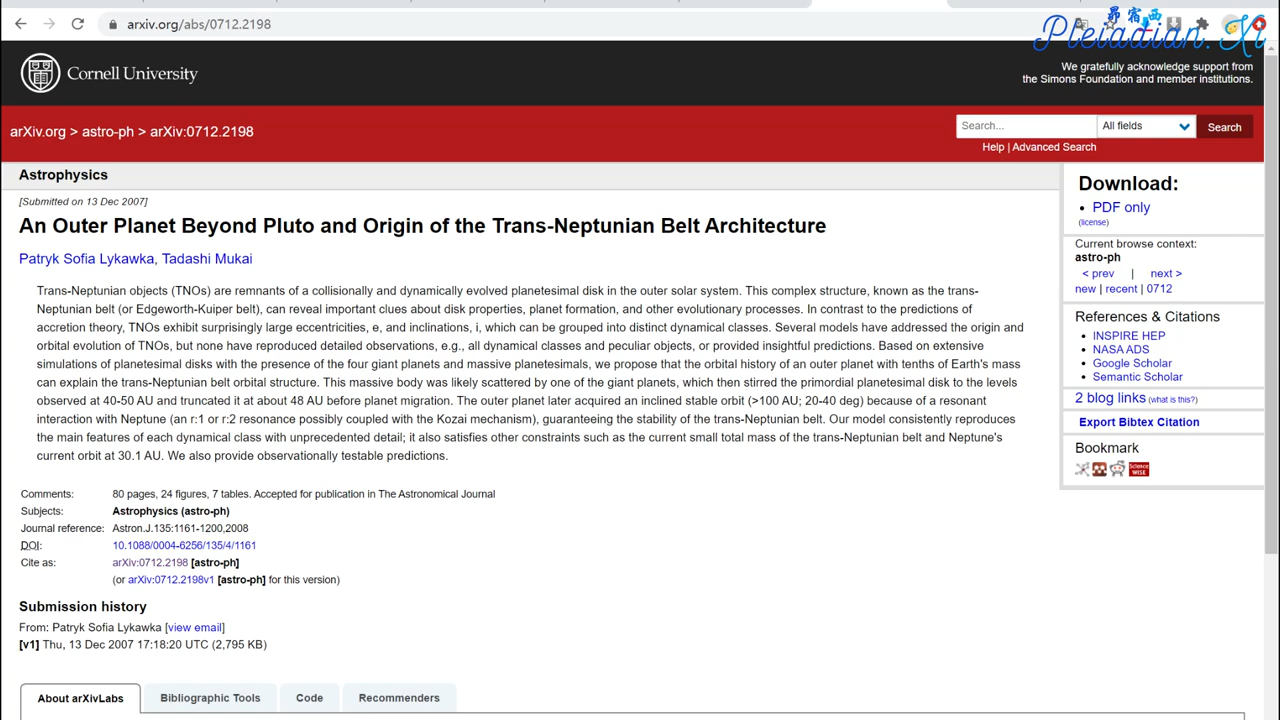 arxiv.org/abs/0712.2198
昴宿西
Pleiadian.Xi
Cornell University
We gratefully acknowledge support from
the Simons Foundation and member institutions.
arXiv.org > astro-ph > arXiv:0712.2198
Search...
All fields
Search
Help | Advanced Search
Astrophysics
[Submitted on 13 Dec 2007]
An Outer Planet Beyond Pluto and Origin of the Trans-Neptunian Belt Architecture
Patryk Sofia Lykawka, Tadashi Mukai
Trans-Neptunian objects (TNOs) are remnants of a collisionally and dynamically evolved planetesimal disk in the outer solar system. This complex structure, known as the trans-
Neptunian belt (or Edgeworth-Kuiper belt), can reveal important clues about disk properties, planet formation, and other evolutionary processes. In contrast to the predictions of
accretion theory, TNOs exhibit surprisingly large eccentricities, e, and inclinations, i, which can be grouped into distinct dynamical classes. Several models have addressed the origin and
orbital evolution of TNOs, but none have reproduced detailed observations, e.g., all dynamical classes and peculiar objects, or provided insightful predictions. Based on extensive
simulations of planetesimal disks with the presence of the four giant planets and massive planetesimals, we propose that the orbital history of an outer planet with tenths of Earth's mass
can explain the trans-Neptunian belt orbital structure. This massive body was likely scattered by one of the giant planets, which then stirred the primordial planetesimal disk to the levels
observed at 40-50 AU and truncated it at about 48 AU before planet migration. The outer planet later acquired an inclined stable orbit (>100 AU; 20-40 deg) because of a resonant
interaction with Neptune (an r:1 or r:2 resonance possibly coupled with the Kozai mechanism), guaranteeing the stability of the trans-Neptunian belt. Our model consistently reproduces
the main features of each dynamical class with unprecedented detail; it also satisfies other constraints such as the current small total mass of the trans-Neptunian belt and Neptune's
current orbit at 30.1 AU. We also provide observationally testable predictions.
Comments: 80 pages, 24 figures, 7 tables. Accepted for publication in The Astronomical Journal
Subjects: Astrophysics (astro-ph)
Journal reference: Astron.J.135:1161-1200,2008
DOI: 10.1088/0004-6256/135/4/1161
Cite as: arXiv:0712.2198 [astro-ph]
(or arXiv:0712.2198v1 [astro-ph] for this version)
Submission history
From: Patryk Sofia Lykawka [view email]
[v1] Thu, 13 Dec 2007 17:18:20 UTC (2,795 KB)
About arXivLabs
Bibliographic Tools
Code
Recommenders
Download:
PDF only
(license)
Current browse context:
astro-ph
< prev | next >
new | recent | 0712
References & Citations
INSPIRE HEP
NASA ADS
Google Scholar
Semantic Scholar
2 blog links (what is this?)
Export Bibtex Citation
Bookmark
Science
WISE